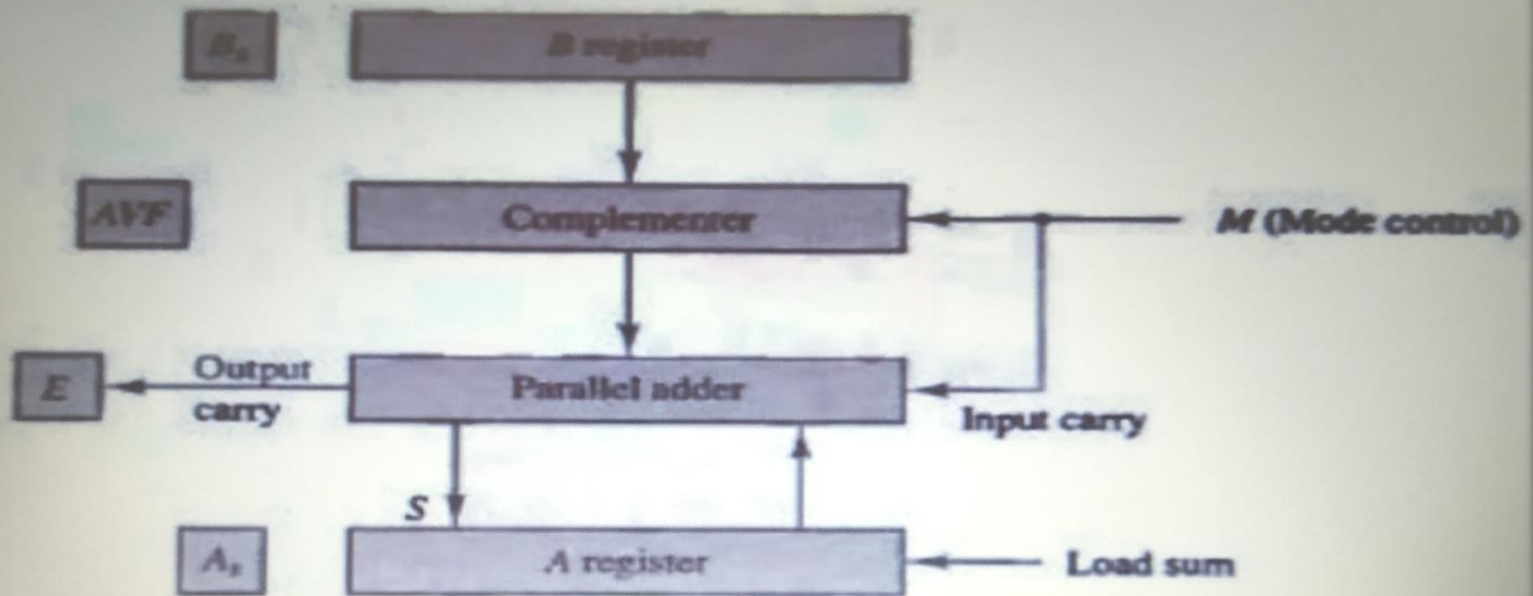 Bs B register
AVF Complementer M (Mode control)
E Output carry Parallel adder Input carry
S
As A register Load sum